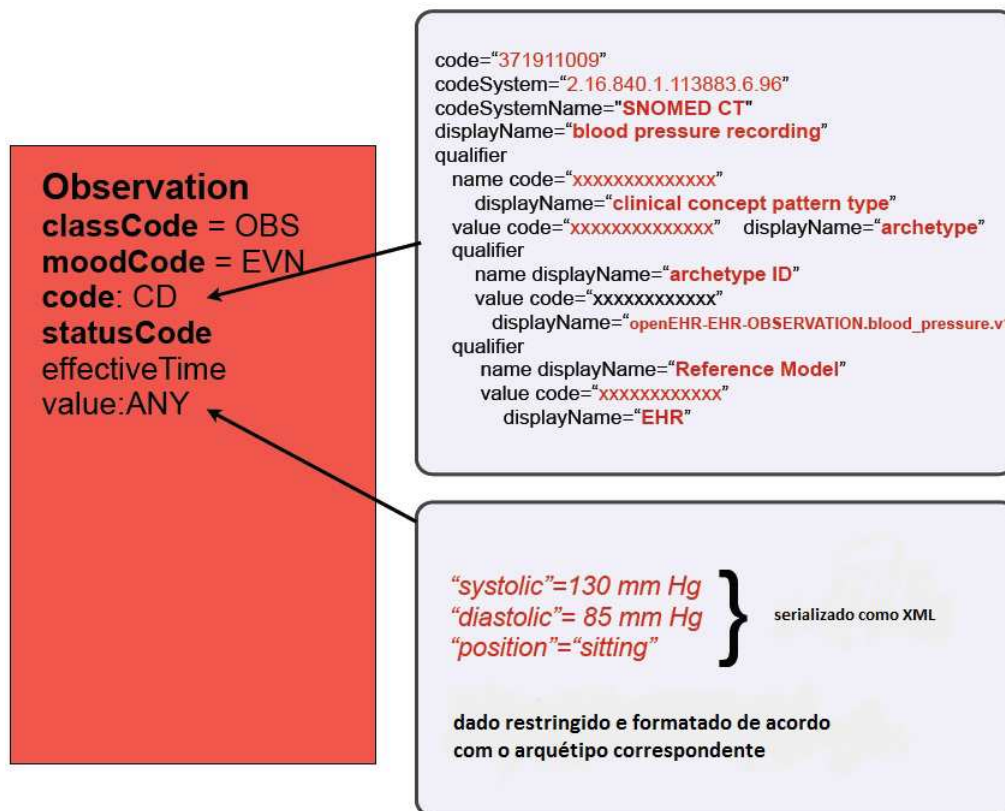 Observation
classCode = OBS
moodCode = EVN
code: CD
statusCode
effectiveTime
value:ANY
code=“371911009”
codeSystem=“2.16.840.1.113883.6.96”
codeSystemName="SNOMED CT"
displayName=“blood pressure recording”
qualifier
name code=“xxxxxxxxxxxxxx”
displayName=“clinical concept pattern type”
value code=“xxxxxxxxxxxxxx” displayName=“archetype”
qualifier
name displayName=“archetype ID”
value code=“xxxxxxxxxxxx”
displayName=“openEHR-EHR-OBSERVATION.blood_pressure.v
qualifier
name displayName=“Reference Model”
value code=“xxxxxxxxxxxx”
displayName=“EHR”
“systolic”=130 mm Hg
“diastolic”= 85 mm Hg
“position”=“sitting”
}
serializado como XML
dado restringido e formatado de acordo
com o arquétipo correspondente